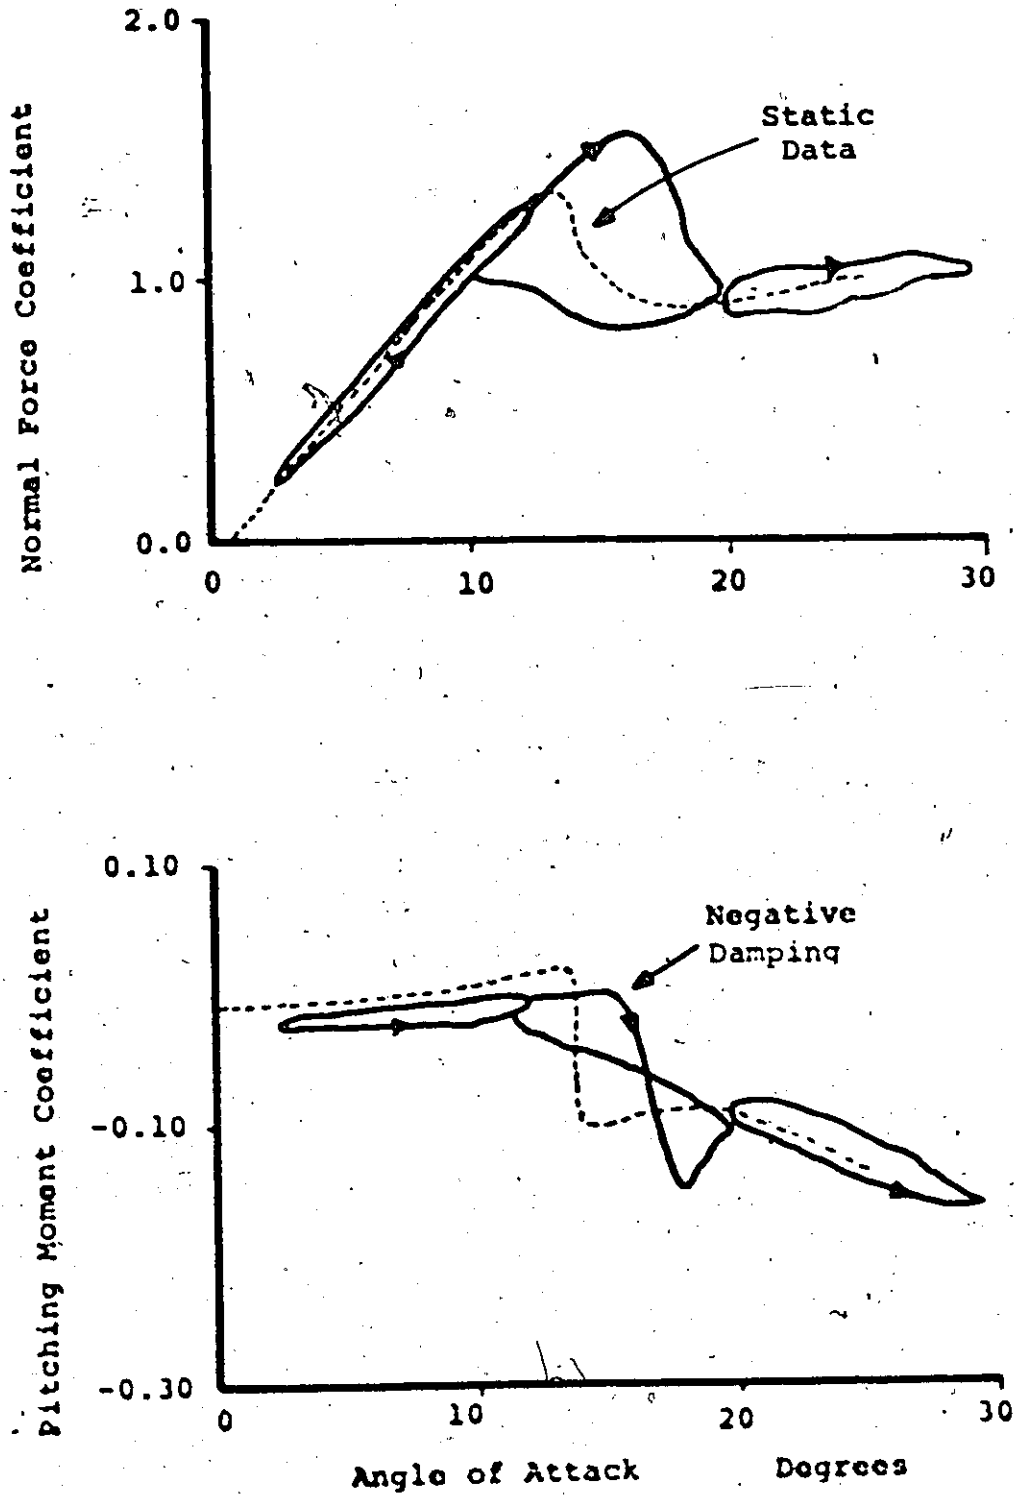 2.0
Static
Data
Normal Force Coefficient
1.0
0.0
0
10
20
30
0.10
Negative
Damping
Pitching Moment Coefficient
-0.10
-0.30
0
10
20
30
Angle of Attack
Degrees